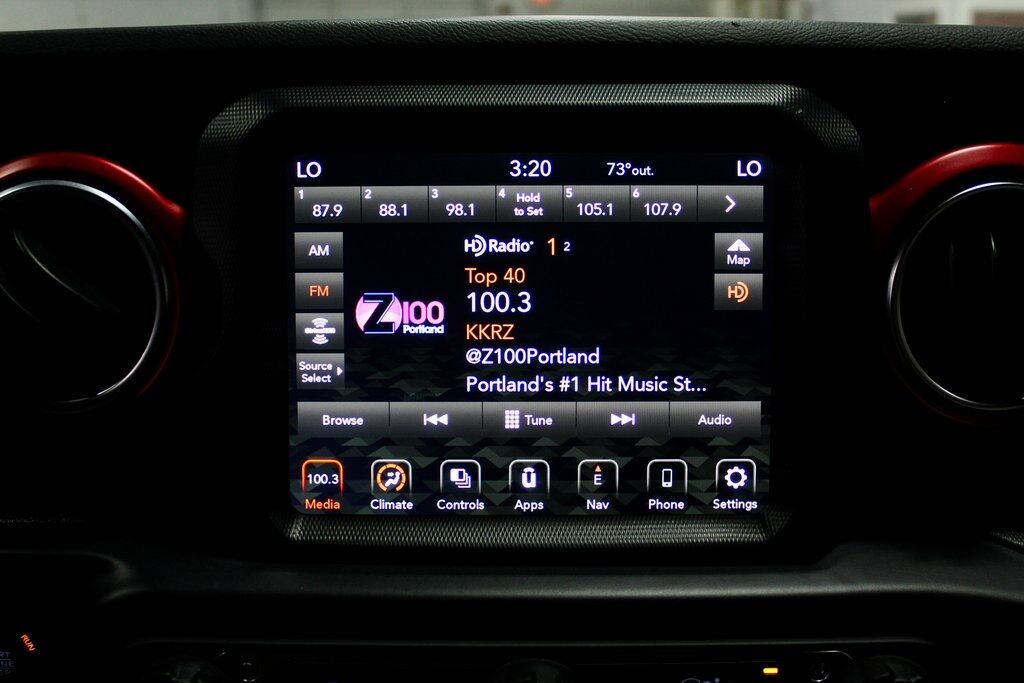 LO 3:20 73°out. LO
1 87.9 2 88.1 3 98.1 4 Hold to Set 5 105.1 6 107.9
AM
FM
Source Select
HD Radio 1 2
Top 40
100.3
KKRZ
@Z100Portland
Portland's #1 Hit Music St...
Z100
Portland
Map
HD
Browse Tune Audio
100.3 E
Media Climate Controls Apps Nav Phone Settings
RUN